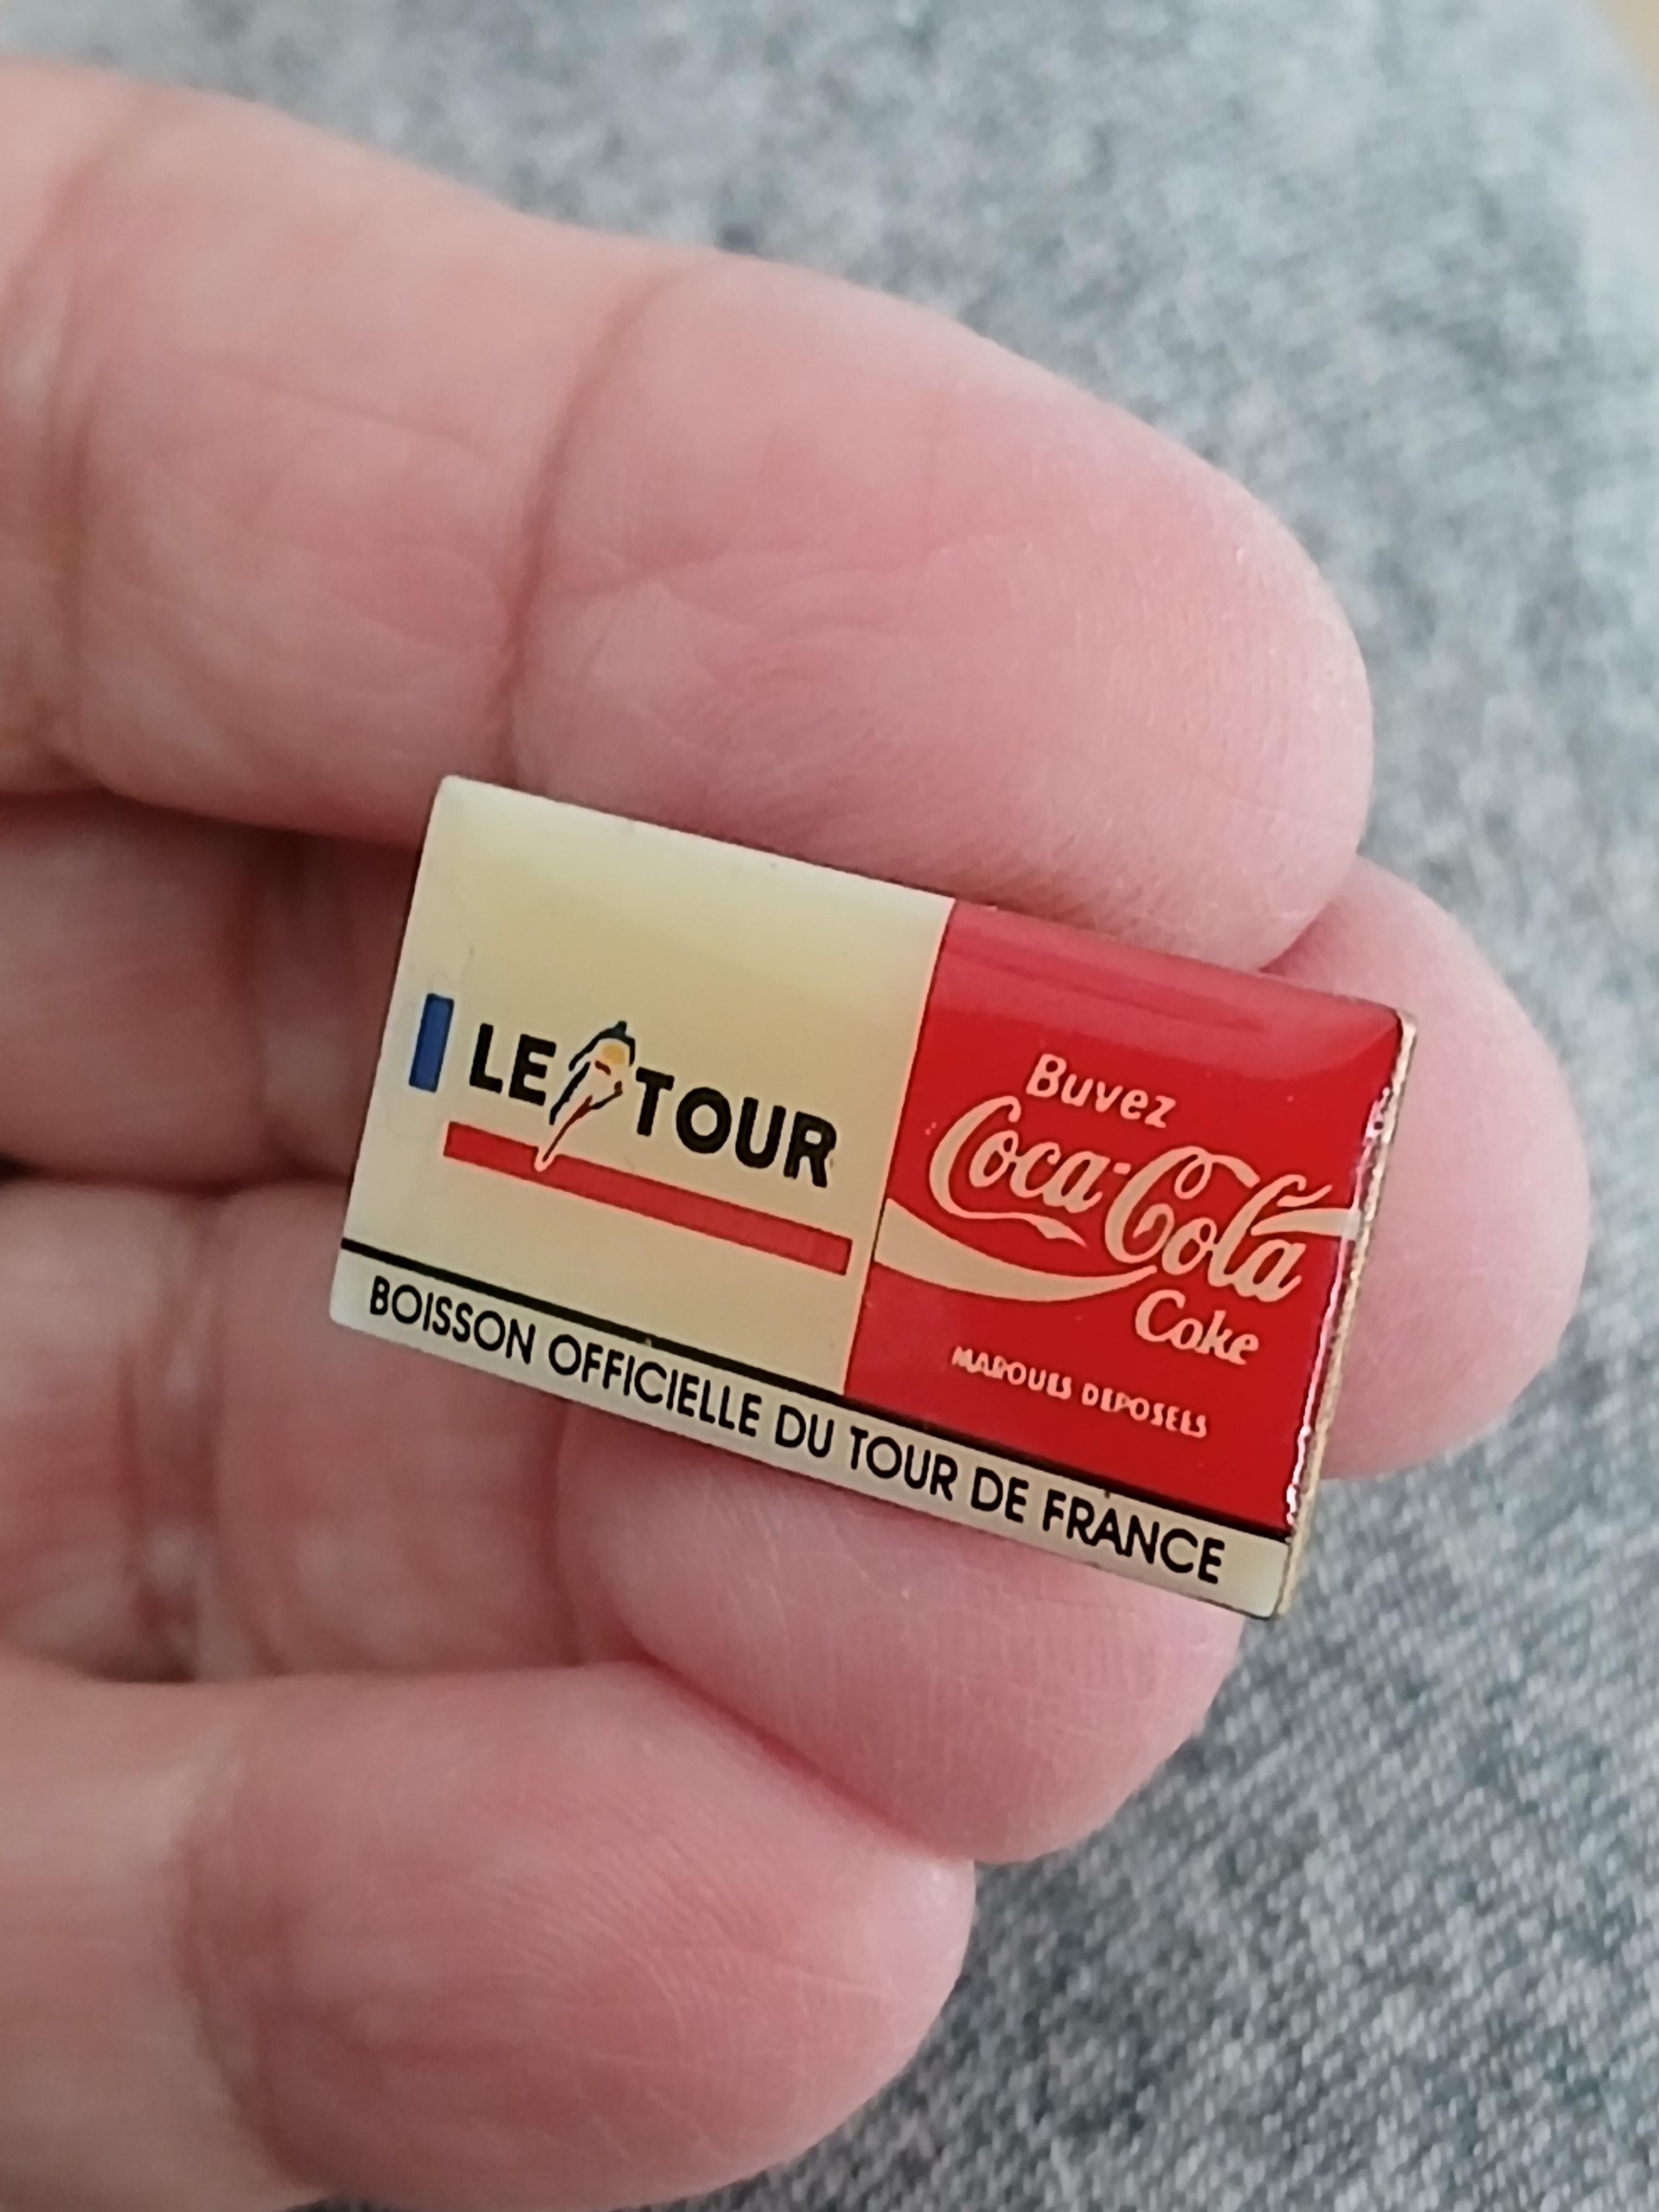 LE TOUR
Buvez
Coca-Cola
Coke
MARQUES DEPOSEES
BOISSON OFFICIELLE DU TOUR DE FRANCE